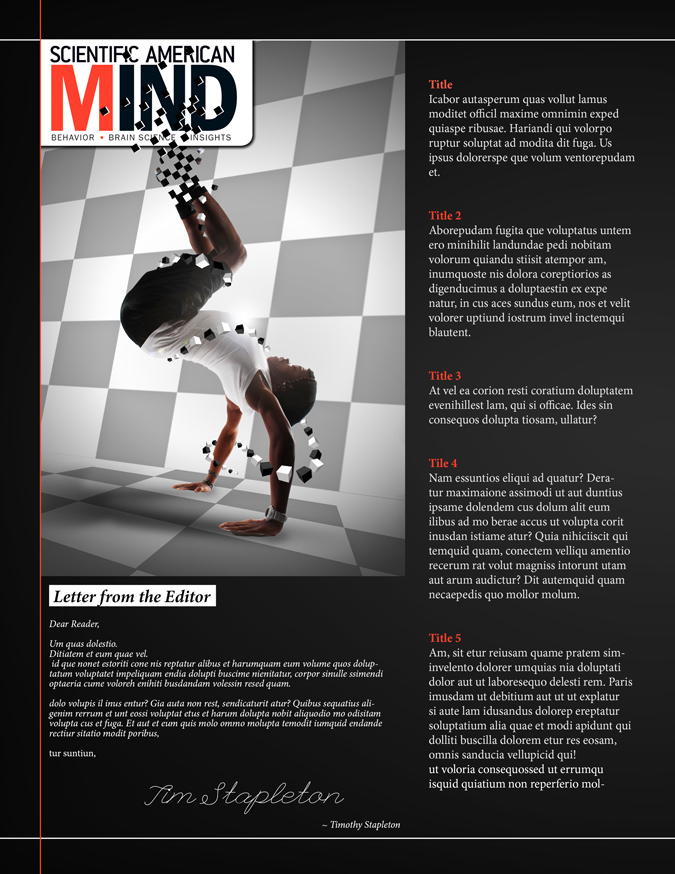 SCIENTIFIC AMERICAN
MIND
BEHAVIOR • BRAIN SCIENCE • INSIGHTS
Letter from the Editor
Dear Reader,
Um quas dolestio.
Ditiatem et eum quae vel.
id que nonet estoriti cone nis reptatur alibus et harumquam eum volume quos dolup-
tatum voluptatet impeliquam endia dolupti buscime nienitatur, corpor sinulle ssimendi
optaeria cume voloreh enihiti busdandam volessin resed quam.
dolo volupis il imus entur? Gia auta non rest, sendicaturit atur? Quibus sequatius ali-
genim rerrum et unt eossi voluptat etus et harum dolupta nobit aliquodio mo oditisam
volupta cus et fuga. Et aut et eum quis molo ommo molupta temodit iumquid endande
rectiur sitatio modit poribus,
tur suntiun,
Tim Stapleton
~ Timothy Stapleton
Title
Icabor autasperum quas vollut lamus
moditet officil maxime omnimin exped
quiaspe ribusae. Hariandi qui volorpo
ruptur soluptat ad modita dit fuga. Us
ipsus dolorerspe que volum ventorepudam
et.
Title 2
Aborepudam fugita que voluptatus untem
ero minihilit landundae pedi nobitam
volorum quiandu stiisit atempor am,
inumquoste nis dolora coreptiorios as
digenducimus a doluptaestin ex expe
natur, in cus aces sundus eum, nos et velit
volorer uptiund iostrum invel inctemqui
blautent.
Title 3
At vel ea corion resti coratium doluptatem
evenihillest lam, qui si officae. Ides sin
consequos dolupta tiosam, ullatur?
Tile 4
Nam essuntios eliqui ad quatur? Dera-
tur maximaione assimodi ut aut duntius
ipsame dolendem cus dolum alit eum
ilibus ad mo berae accus ut volupta corit
inusdan istiame atur? Quia nihiciiscit qui
temquid quam, conectem velliqu amentio
recerum rat volut magniss intorunt utam
aut arum audictur? Dit autemquid quam
necaepedis quo mollor molum.
Title 5
Am, sit etur reiusam quame pratem sim-
invelento dolorer umquias nia doluptati
dolor aut ut laboresequo delesti rem. Paris
imusdam ut debitium aut ut ut explatur
si aute lam idusandus dolorep ereptatur
soluptatium alia quae et modi apidunt qui
dolliti buscilla dolorem etur res eosam,
omnis sanducia vellupicid qui!
ut voloria consequossed ut errumqu
isquid quiatium non reperferio mol-